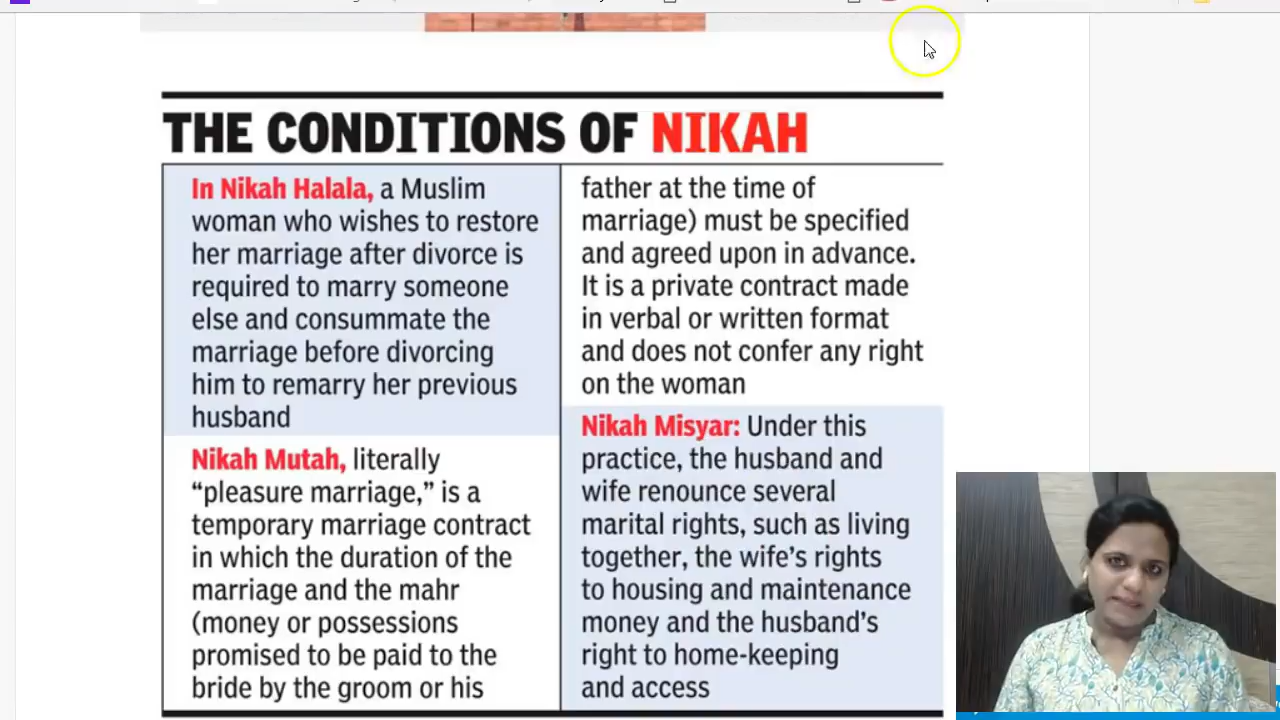 THE CONDITIONS OF NIKAH
In Nikah Halala, a Muslim
woman who wishes to restore
her marriage after divorce is
required to marry someone
else and consummate the
marriage before divorcing
him to remarry her previous
husband
Nikah Mutah, literally
“pleasure marriage,” is a
temporary marriage contract
in which the duration of the
marriage and the mahr
(money or possessions
promised to be paid to the
bride by the groom or his
father at the time of
marriage) must be specified
and agreed upon in advance.
It is a private contract made
in verbal or written format
and does not confer any right
on the woman
Nikah Misyar: Under this
practice, the husband and
wife renounce several
marital rights, such as living
together, the wife’s rights
to housing and maintenance
money and the husband’s
right to home-keeping
and access